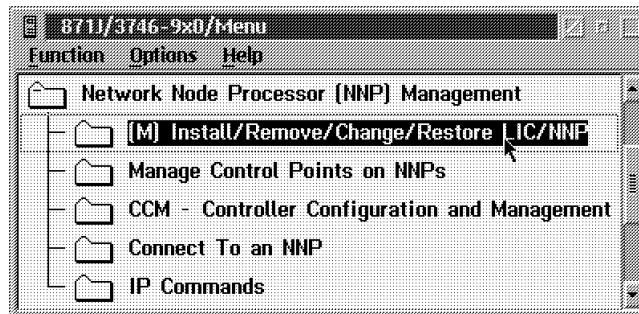 871J/3746-9x0/Menu
Function Options Help
Network Node Processor (NNP) Management
(M) Install/Remove/Change/Restore LIC/NNP
Manage Control Points on NNPs
CCM - Controller Configuration and Management
Connect To an NNP
IP Commands